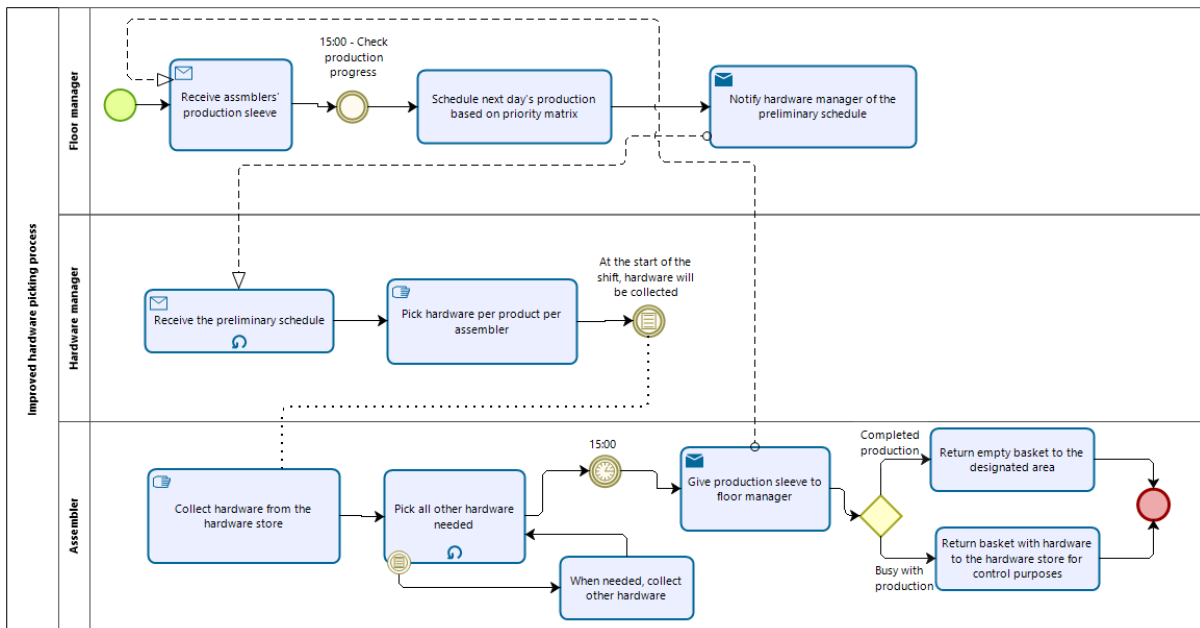 Improved hardware picking process
Floor manager
15:00 - Check
production
progress
Receive assmblers'
production sleeve
Schedule next day's production
based on priority matrix
Notify hardware manager of the
preliminary schedule
Hardware manager
At the start of the
shift, hardware will
be collected
Receive the preliminary schedule
Pick hardware per product per
assembler
Assembler
Collect hardware from the
hardware store
Pick all other hardware
needed
When needed, collect
other hardware
15:00
Give production sleeve to
floor manager
Completed
production
Return empty basket to the
designated area
Busy with
production
Return basket with hardware
to the hardware store for
control purposes